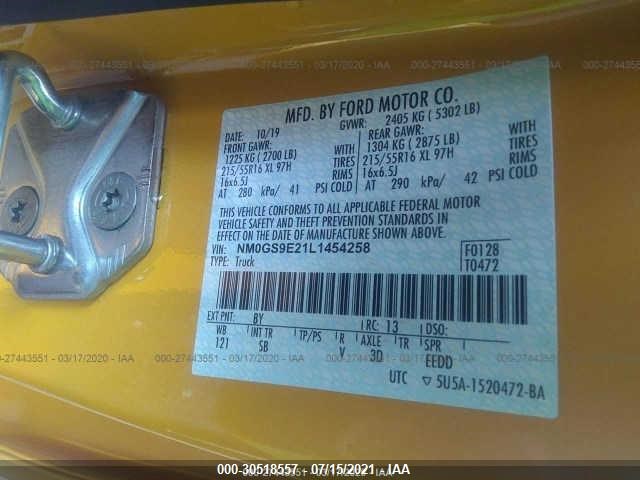 000-27443551 - 03/17/2020 - IAA
MFD. BY FORD MOTOR CO.
DATE: 10/19
GVWR: 2405 KG ( 5302 LB)
FRONT GAWR:
REAR GAWR:
1225 KG ( 2700 LB)
1304 KG ( 2875 LB)
215/55R16 XL 97H TIRES
215/55R16 XL 97H TIRES
16x6.5J RIMS
16x6.5J RIMS
AT 280 kPa/ 41 PSI COLD
AT 290 kPa/ 42 PSI COLD
THIS VEHICLE CONFORMS TO ALL APPLICABLE FEDERAL MOTOR
VEHICLE SAFETY AND THEFT PREVENTION STANDARDS IN
EFFECT ON THE DATE OF MANUFACTURE SHOWN ABOVE.
VIN: NM0GS9E21L1454258
F0128
TYPE: Truck
T0472
EXT PNT: BY RC: 13 DSO:
WB INT TR TP/PS R AXLE TR SPR
121 SB V 3D EEDD
UTC ▽ 5U5A-1520472-BA
000-30518557 - 07/15/2021 - IAA